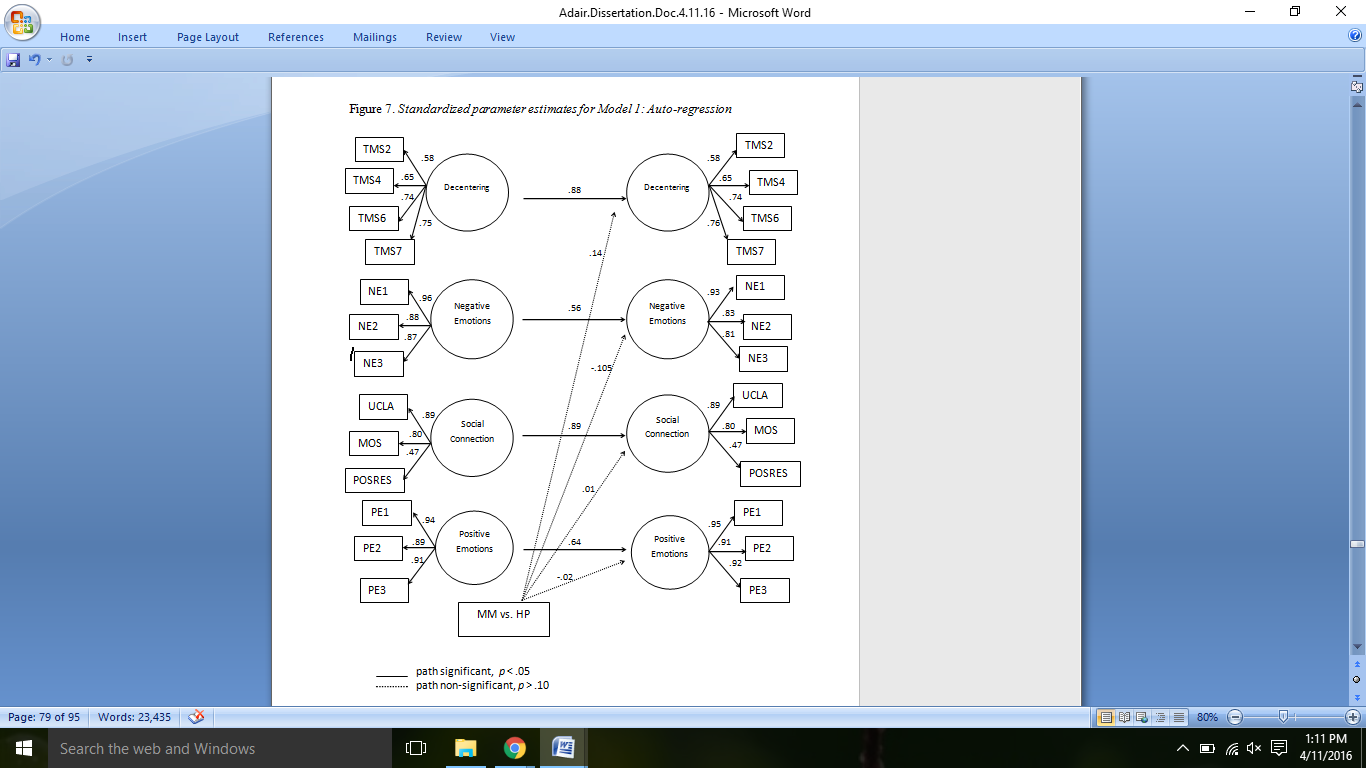 Adair.Dissertation.Doc.4.11.16 - Microsoft Word
Home Insert Page Layout References Mailings Review View
Figure 7. Standardized parameter estimates for Model 1: Auto-regression
TMS2
.58
TMS4
.65
.74
TMS6
.75
TMS7
Decentering
.88
Decentering
.58
TMS2
.65
TMS4
.74
TMS6
.76
TMS7
.14
NE1
.96
NE2
.88
.87
NE3
Negative
Emotions
.56
Negative
Emotions
.93
NE1
.83
NE2
.81
NE3
-.105
UCLA
.89
MOS
.80
.47
POSRES
Social
Connection
.89
Social
Connection
.89
UCLA
.80
MOS
.47
POSRES
.01
PE1
.94
PE2
.89
.91
PE3
Positive
Emotions
.64
Positive
Emotions
.95
PE1
.91
PE2
.92
PE3
-.02
MM vs. HP
path significant, p < .05
path non-significant, p > .10
Page: 79 of 95 Words: 23,435 80%
Search the web and Windows
1:11 PM
4/11/2016